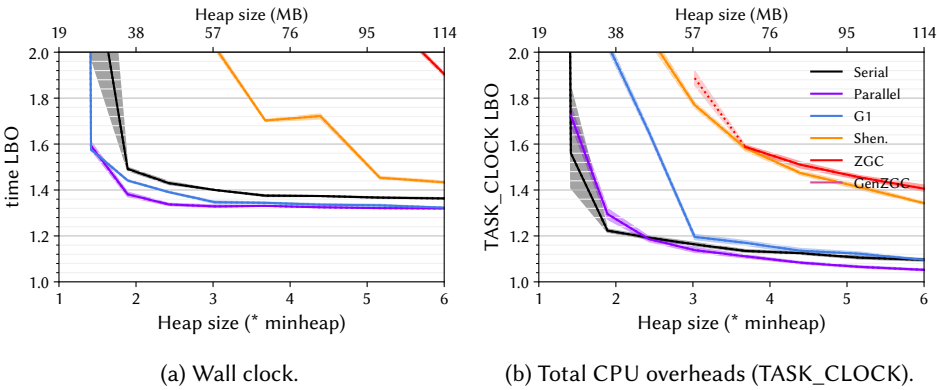 Heap size (MB)
19 38 57 76 95 114
2.0
1.8
1.6
1.4
1.2
1.0
time LBO
1 2 3 4 5 6
Heap size (* minheap)
(a) Wall clock.
Heap size (MB)
19 38 57 76 95 114
2.0
1.8
1.6
1.4
1.2
1.0
TASK_CLOCK LBO
Serial
Parallel
G1
Shen.
ZGC
GenZGC
1 2 3 4 5 6
Heap size (* minheap)
(b) Total CPU overheads (TASK_CLOCK).